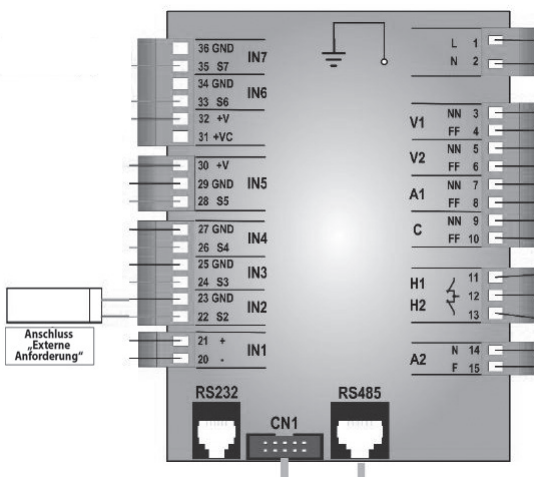 36 GND
35 S7
IN7
34 GND
33 S6
IN6
32 +V
31 +VC
30 +V
29 GND
28 S5
IN5
27 GND
26 S4
IN4
25 GND
24 S3
IN3
23 GND
22 S2
IN2
21 +
20 -
IN1
Anschluss
„Externe
Anforderung“
L 1
N 2
V1
NN 3
FF 4
V2
NN 5
FF 6
A1
NN 7
FF 8
C
NN 9
FF 10
H1
H2
11
12
13
A2
N 14
F 15
RS232
CN1
RS485